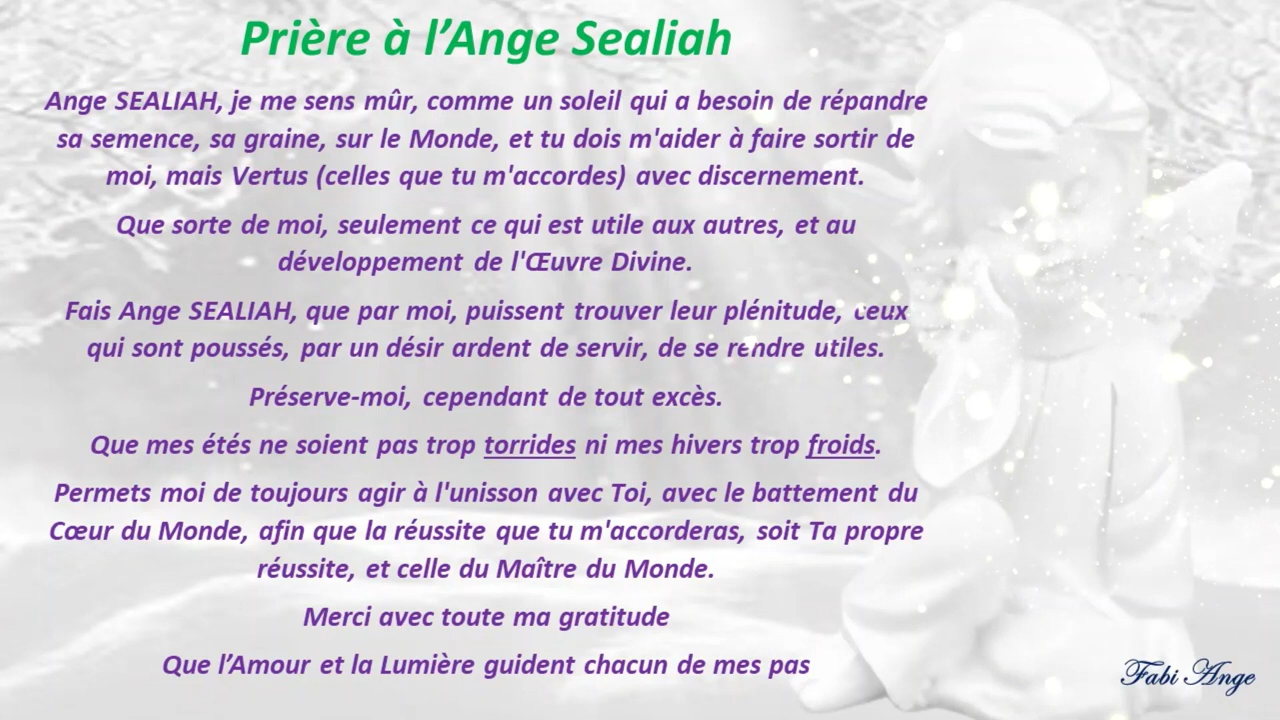 Prière à l’Ange Sealiah
Ange SEALIAH, je me sens mûr, comme un soleil qui a besoin de répandre
sa semence, sa graine, sur le Monde, et tu dois m'aider à faire sortir de
moi, mais Vertus (celles que tu m'accordes) avec discernement.
Que sorte de moi, seulement ce qui est utile aux autres, et au
développement de l'Œuvre Divine.
Fais Ange SEALIAH, que par moi, puissent trouver leur plénitude, ceux
qui sont poussés, par un désir ardent de servir, de se rendre utiles.
Préserve-moi, cependant de tout excès.
Que mes étés ne soient pas trop torrides ni mes hivers trop froids.
Permets moi de toujours agir à l'unisson avec Toi, avec le battement du
Cœur du Monde, afin que la réussite que tu m'accorderas, soit Ta propre
réussite, et celle du Maître du Monde.
Merci avec toute ma gratitude
Que l’Amour et la Lumière guident chacun de mes pas
Fabi Ange